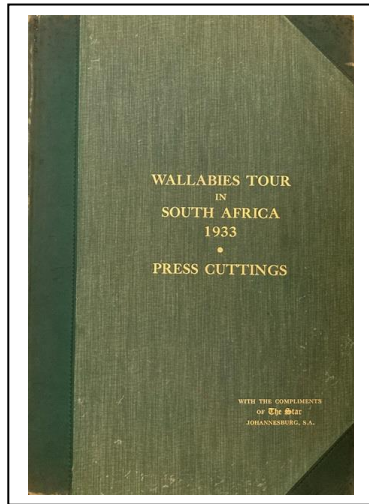 WALLABIES TOUR
IN
SOUTH AFRICA
1933
•
PRESS CUTTINGS
WITH THE COMPLIMENTS
OF The Star
JOHANNESBURG, S.A.